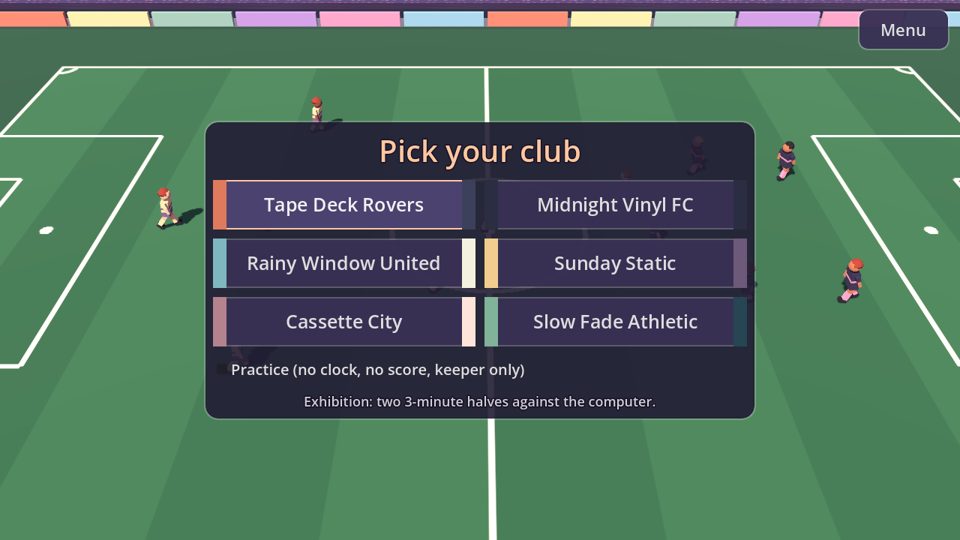 Menu
Pick your club
Tape Deck Rovers
Midnight Vinyl FC
Rainy Window United
Sunday Static
Cassette City
Slow Fade Athletic
Practice (no clock, no score, keeper only)
Exhibition: two 3-minute halves against the computer.